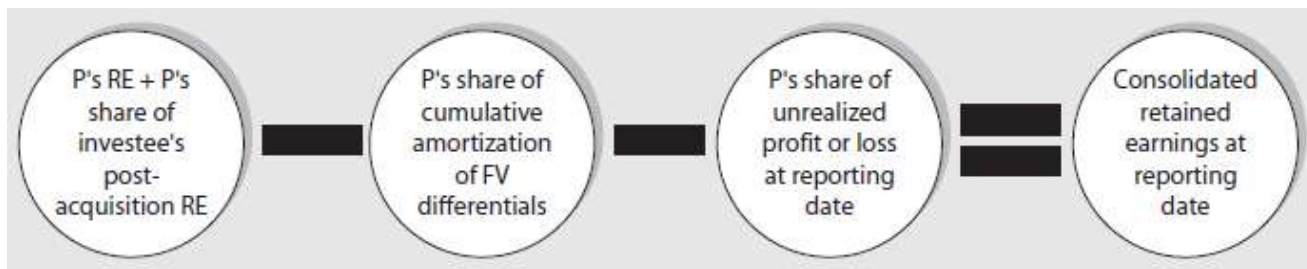 P's RE + P's
share of
investee's
post-
acquisition RE
P's share of
cumulative
amortization
of FV
differentials
P's share of
unrealized
profit or loss
at reporting
date
Consolidated
retained
earnings at
reporting
date